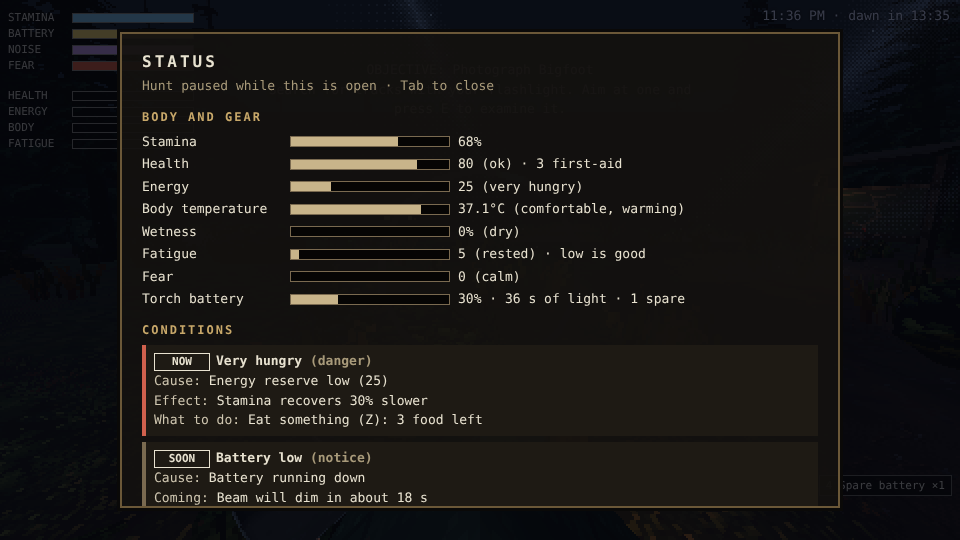 STAMINA
BATTERY
NOISE
FEAR
HEALTH
ENERGY
BODY
FATIGUE
11:36 PM · dawn in 13:35
STATUS
Hunt paused while this is open · Tab to close
BODY AND GEAR
Stamina 68%
Health 80 (ok) · 3 first-aid
Energy 25 (very hungry)
Body temperature 37.1°C (comfortable, warming)
Wetness 0% (dry)
Fatigue 5 (rested) · low is good
Fear 0 (calm)
Torch battery 30% · 36 s of light · 1 spare
CONDITIONS
NOW Very hungry (danger)
Cause: Energy reserve low (25)
Effect: Stamina recovers 30% slower
What to do: Eat something (Z): 3 food left
SOON Battery low (notice)
Cause: Battery running down
Coming: Beam will dim in about 18 s
Spare battery ×1